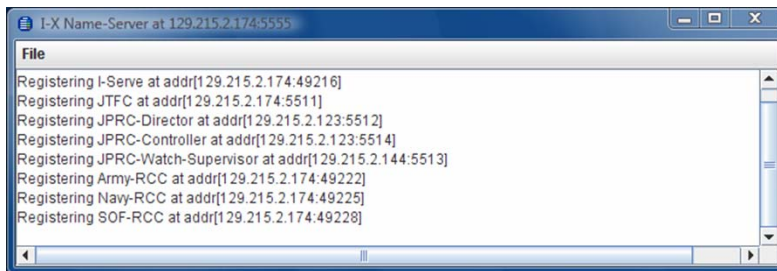 I-X Name-Server at 129.215.2.174:5555
File
Registering I-Serve at addr[129.215.2.174:49216]
Registering JTFC at addr[129.215.2.174:5511]
Registering JPRC-Director at addr[129.215.2.123:5512]
Registering JPRC-Controller at addr[129.215.2.123:5514]
Registering JPRC-Watch-Supervisor at addr[129.215.2.144:5513]
Registering Army-RCC at addr[129.215.2.174:49222]
Registering Navy-RCC at addr[129.215.2.174:49225]
Registering SOF-RCC at addr[129.215.2.174:49228]